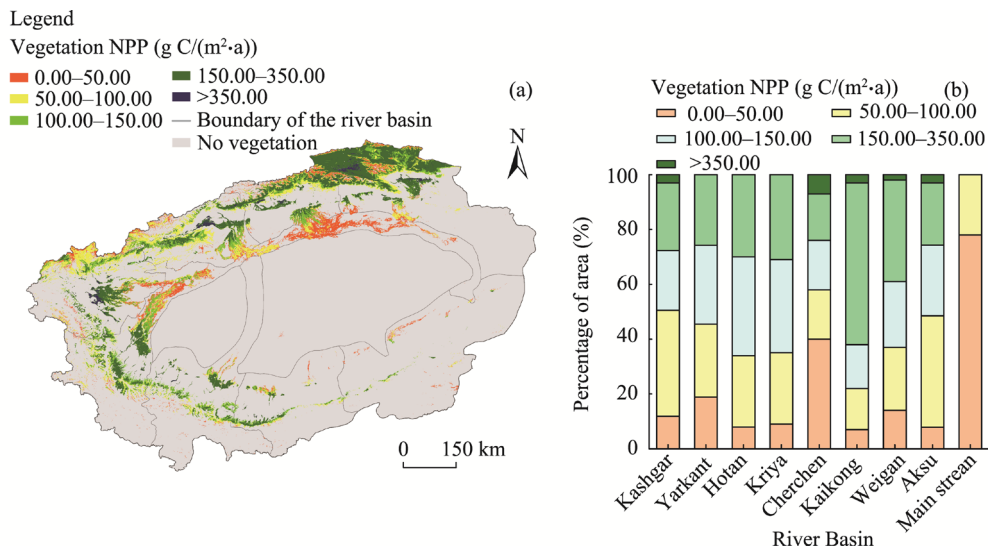 Legend
Vegetation NPP (g C/(m²•a))
0.00–50.00
150.00–350.00
50.00–100.00
>350.00
100.00–150.00
Boundary of the river basin
No vegetation
(a)
N
0 150 km
Vegetation NPP (g C/(m²•a))
(b)
0.00–50.00
50.00–100.00
100.00–150.00
150.00–350.00
>350.00
Percentage of area (%)
100
80
60
40
20
0
Kashgar
Yarkant
Hotan
Kriya
Cherchen
Kaikong
Weigan
Aksu
Main strean
River Basin